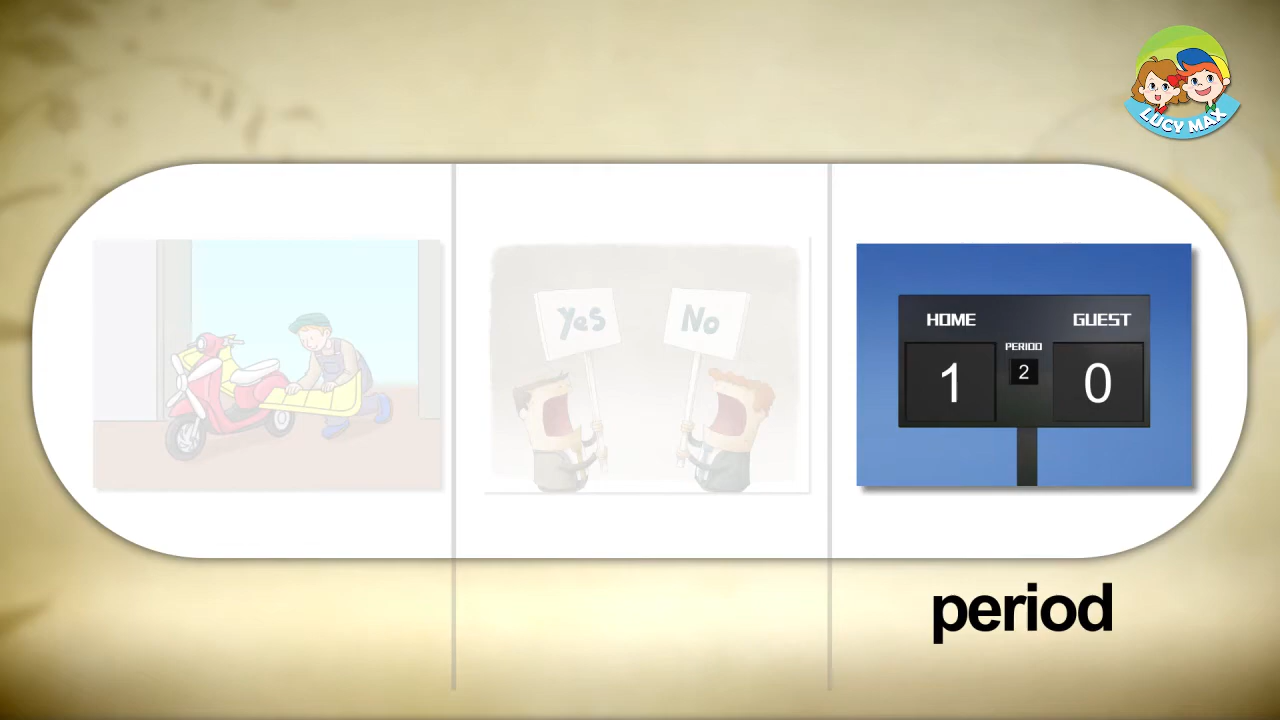 LUCY MAX
Yes
No
HOME
GUEST
PERIOD
1
2
0
period